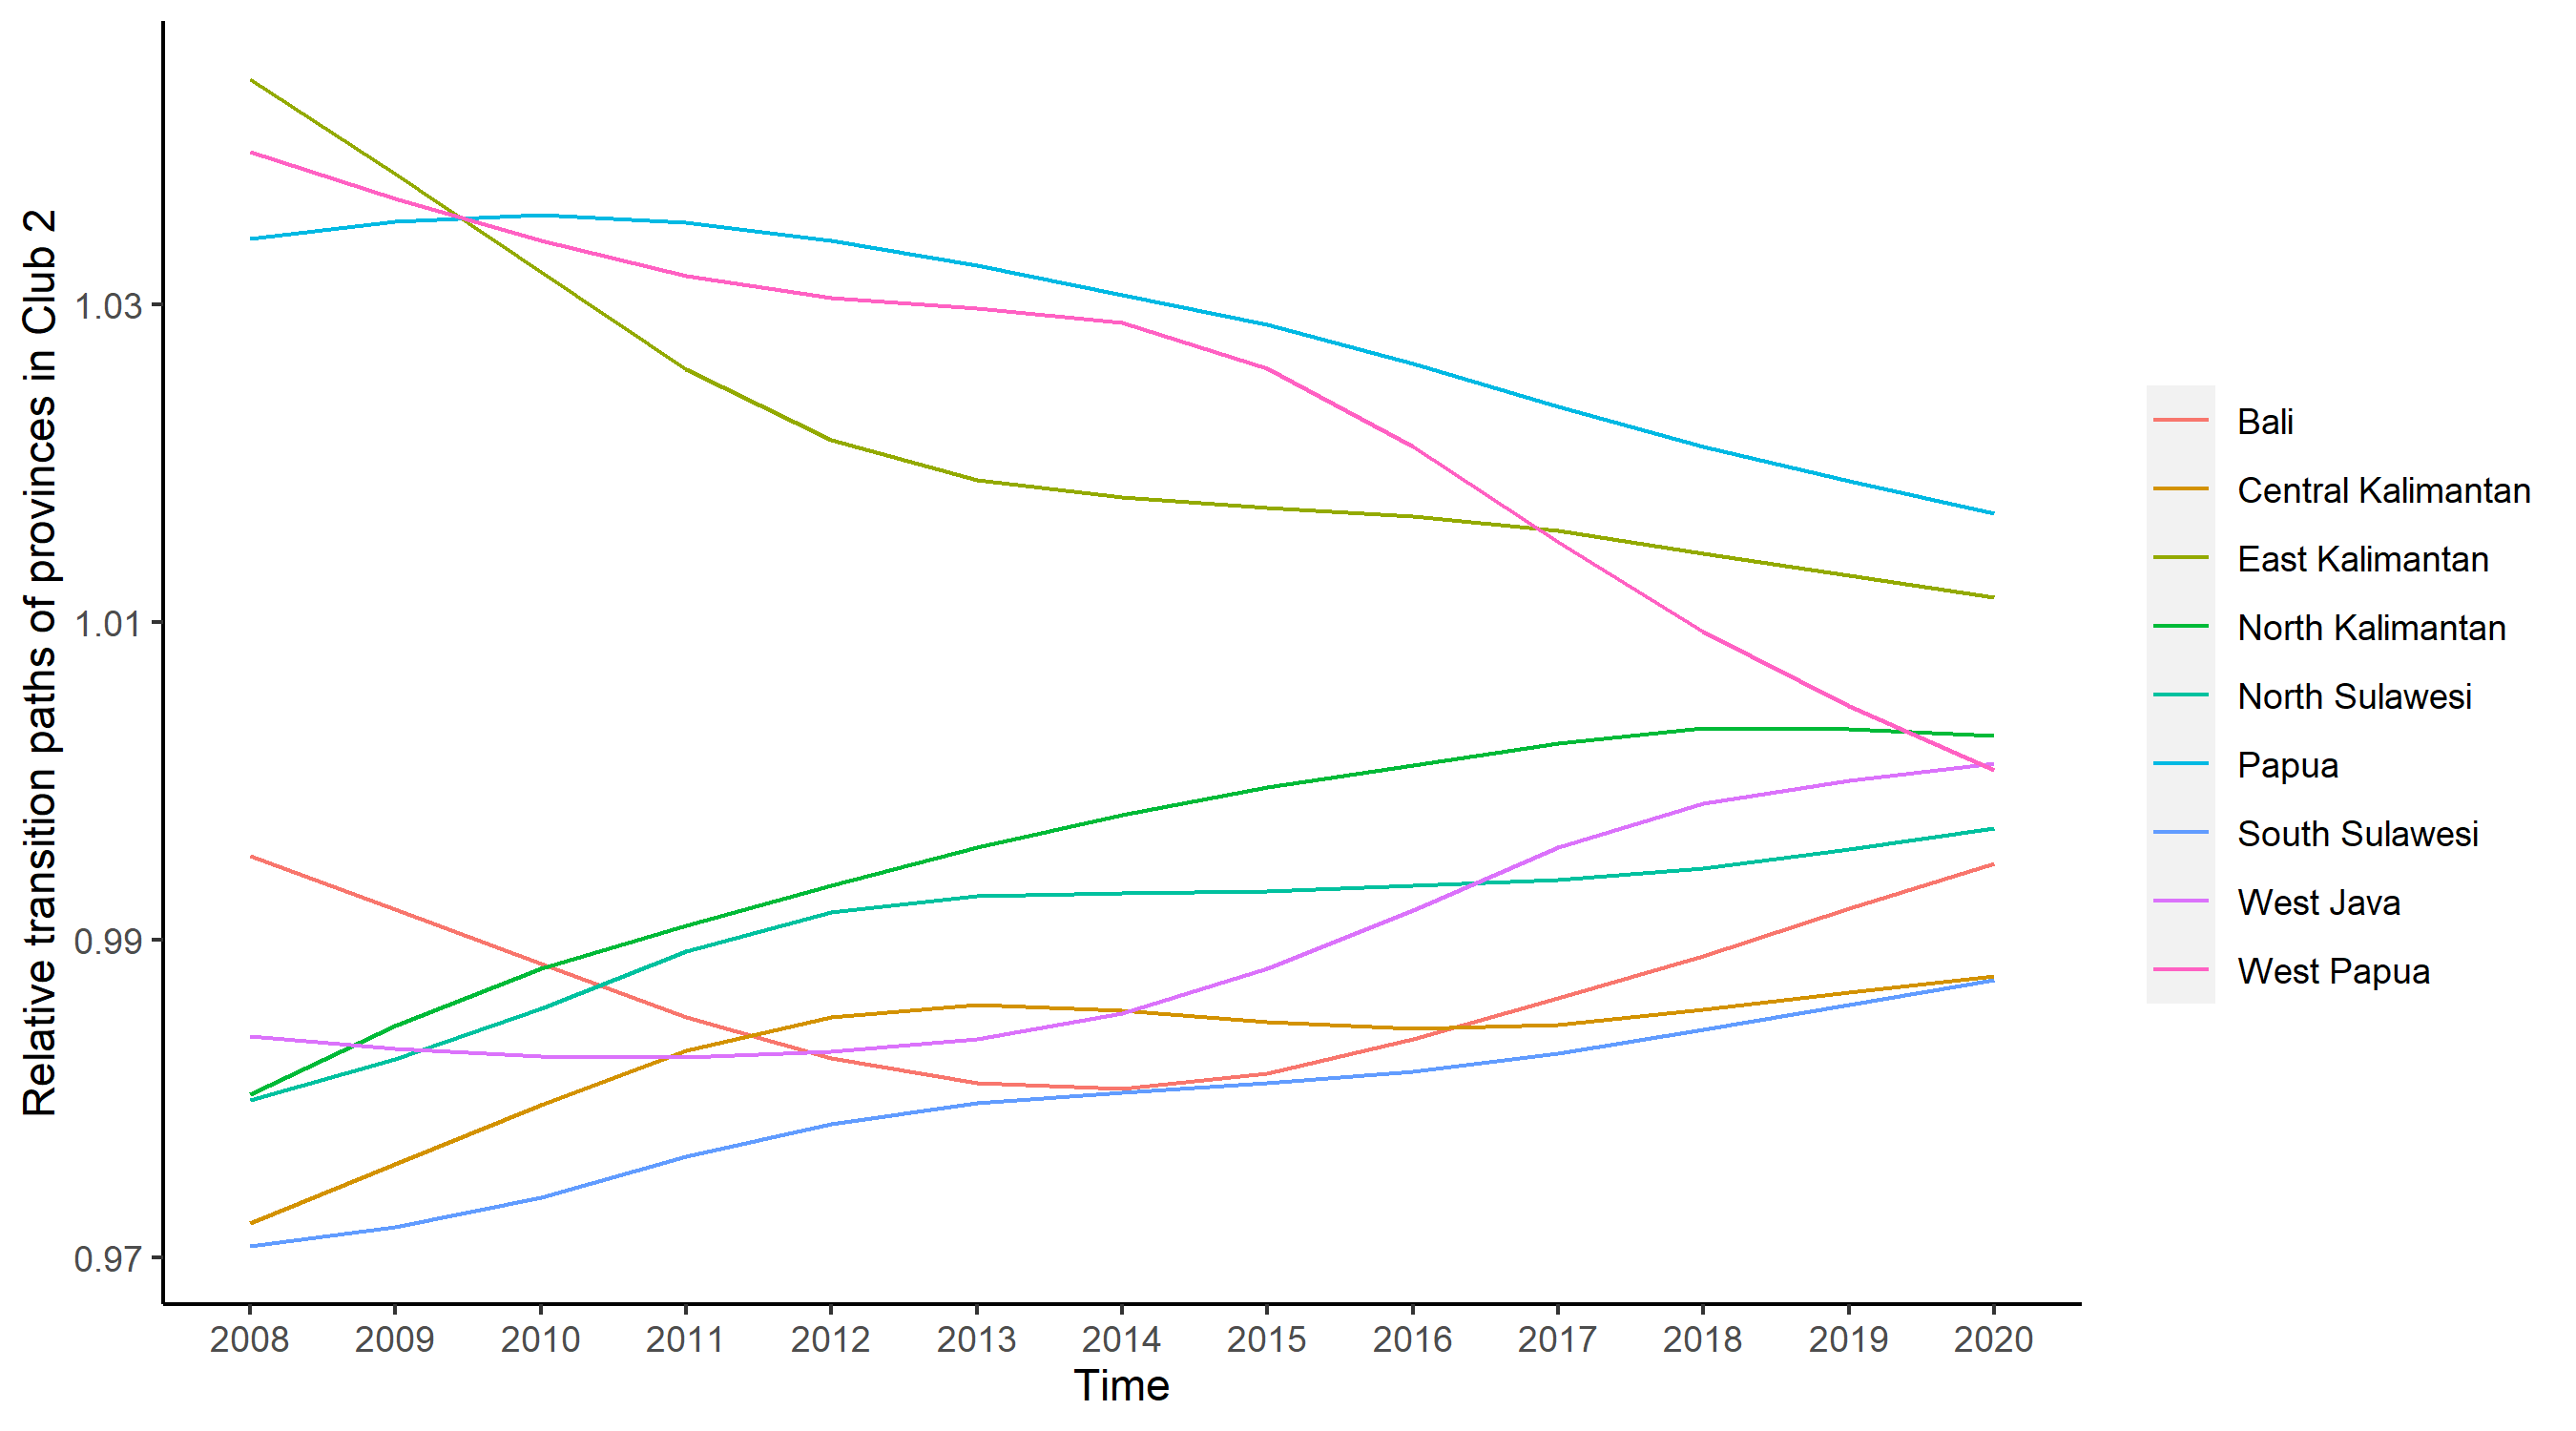 Relative transition paths of provinces in Club 2
1.03
1.01
0.99
0.97
2008 2009 2010 2011 2012 2013 2014 2015 2016 2017 2018 2019 2020
Time
Bali
Central Kalimantan
East Kalimantan
North Kalimantan
North Sulawesi
Papua
South Sulawesi
West Java
West Papua